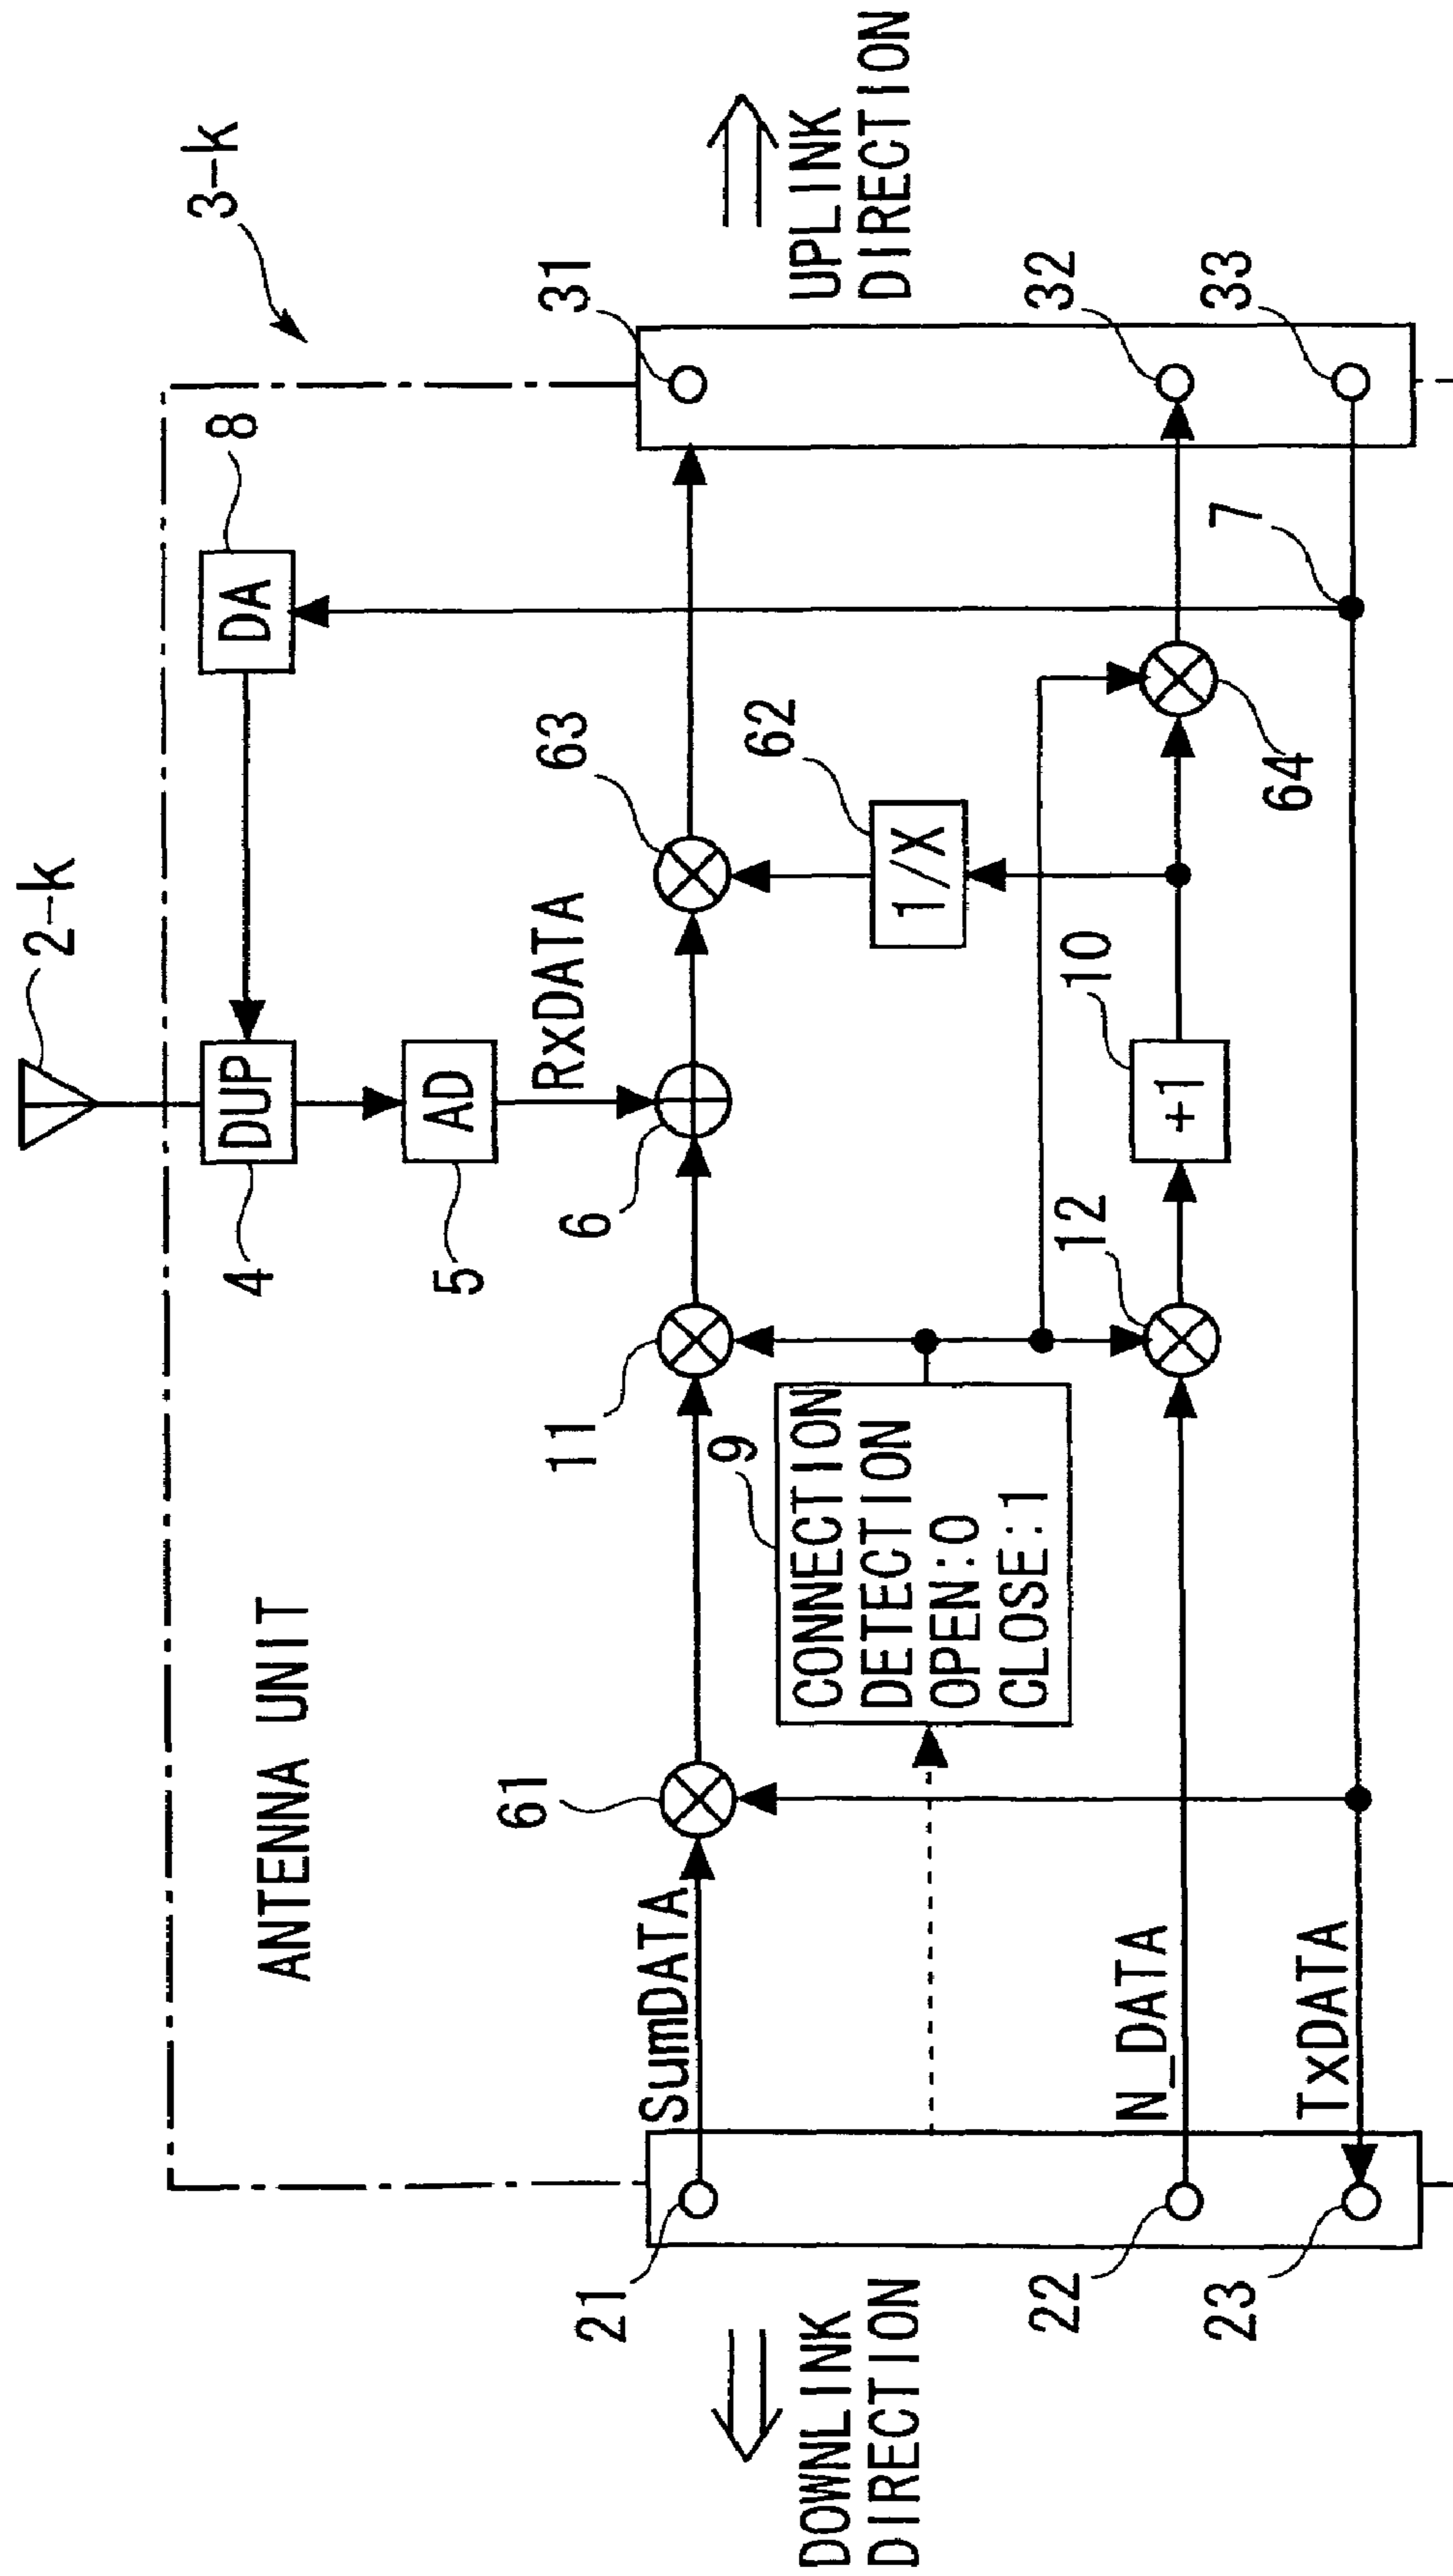 2-k
3-k
ANTENNA UNIT
DUP
4
DA
8
AD
5
RxDATA
6
11
61
SumDATA
21
63
31
62
1/X
9
CONNECTION
DETECTION
OPEN:0
CLOSE:1
UPLINK
DIRECTION
DOWNLINK
DIRECTION
12
10
+1
64
32
N_DATA
22
7
33
TxDATA
23